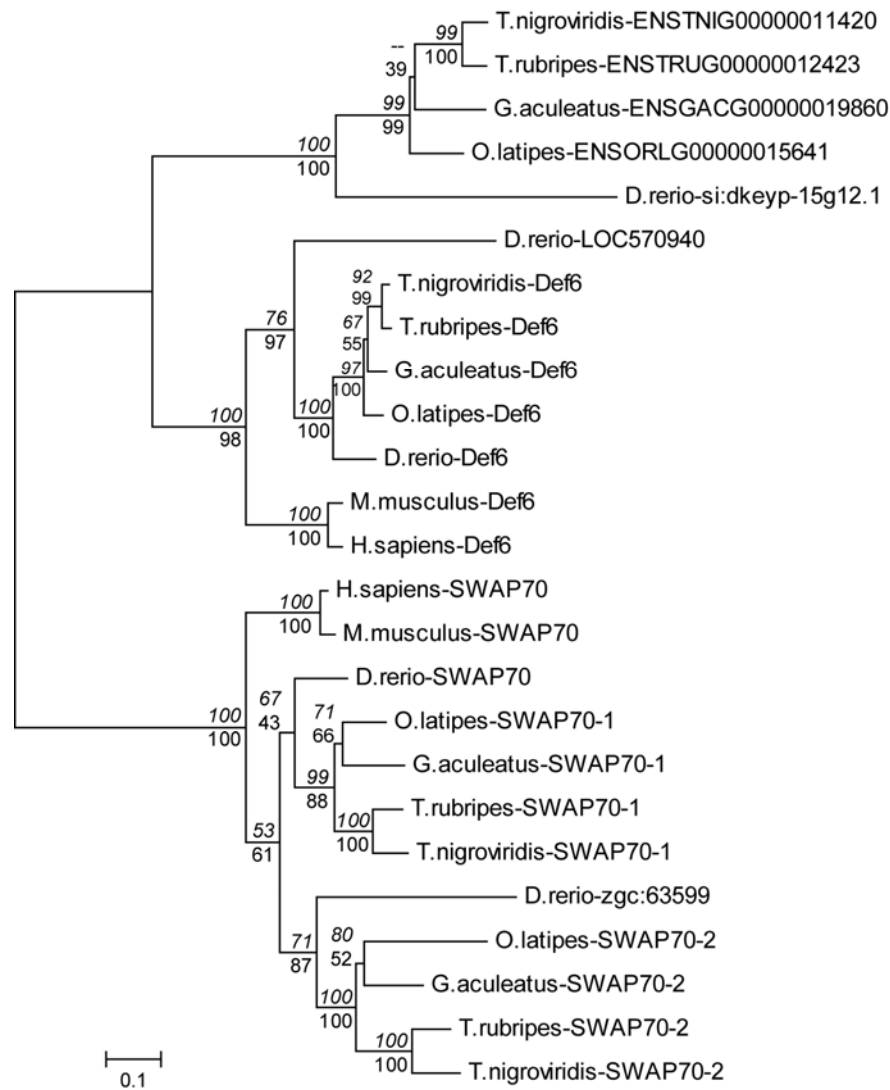 T.nigroviridis-ENSTNIG00000011420
99
100
--
39
T.rubripes-ENSTRUG00000012423
99
99
G.aculeatus-ENSGACG00000019860
100
100
O.latipes-ENSORLG00000015641
D.rerio-si:dkeyp-15g12.1
D.rerio-LOC570940
92
99
T.nigroviridis-Def6
76
97
67
55
T.rubripes-Def6
97
100
G.aculeatus-Def6
100
98
100
100
O.latipes-Def6
D.rerio-Def6
100
100
M.musculus-Def6
H.sapiens-Def6
100
100
H.sapiens-SWAP70
M.musculus-SWAP70
D.rerio-SWAP70
100
100
67
43
71
66
O.latipes-SWAP70-1
99
88
G.aculeatus-SWAP70-1
100
100
T.rubripes-SWAP70-1
53
61
T.nigroviridis-SWAP70-1
D.rerio-zgc:63599
71
87
80
52
O.latipes-SWAP70-2
100
100
G.aculeatus-SWAP70-2
100
100
T.rubripes-SWAP70-2
T.nigroviridis-SWAP70-2
0.1